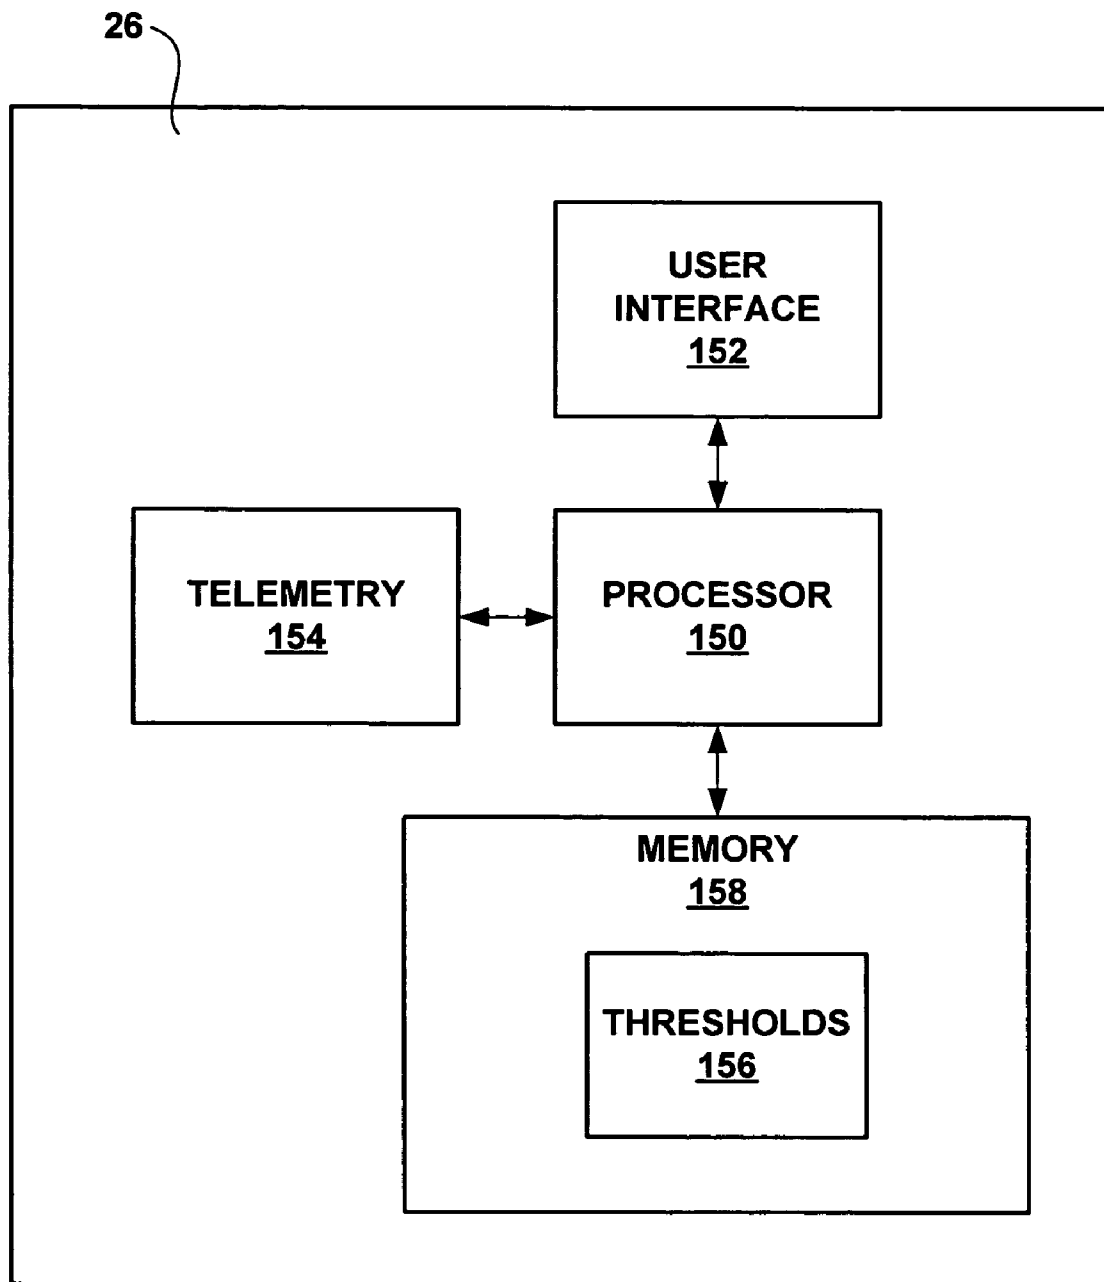 26
USER
INTERFACE
152
TELEMETRY
154
PROCESSOR
150
MEMORY
158
THRESHOLDS
156